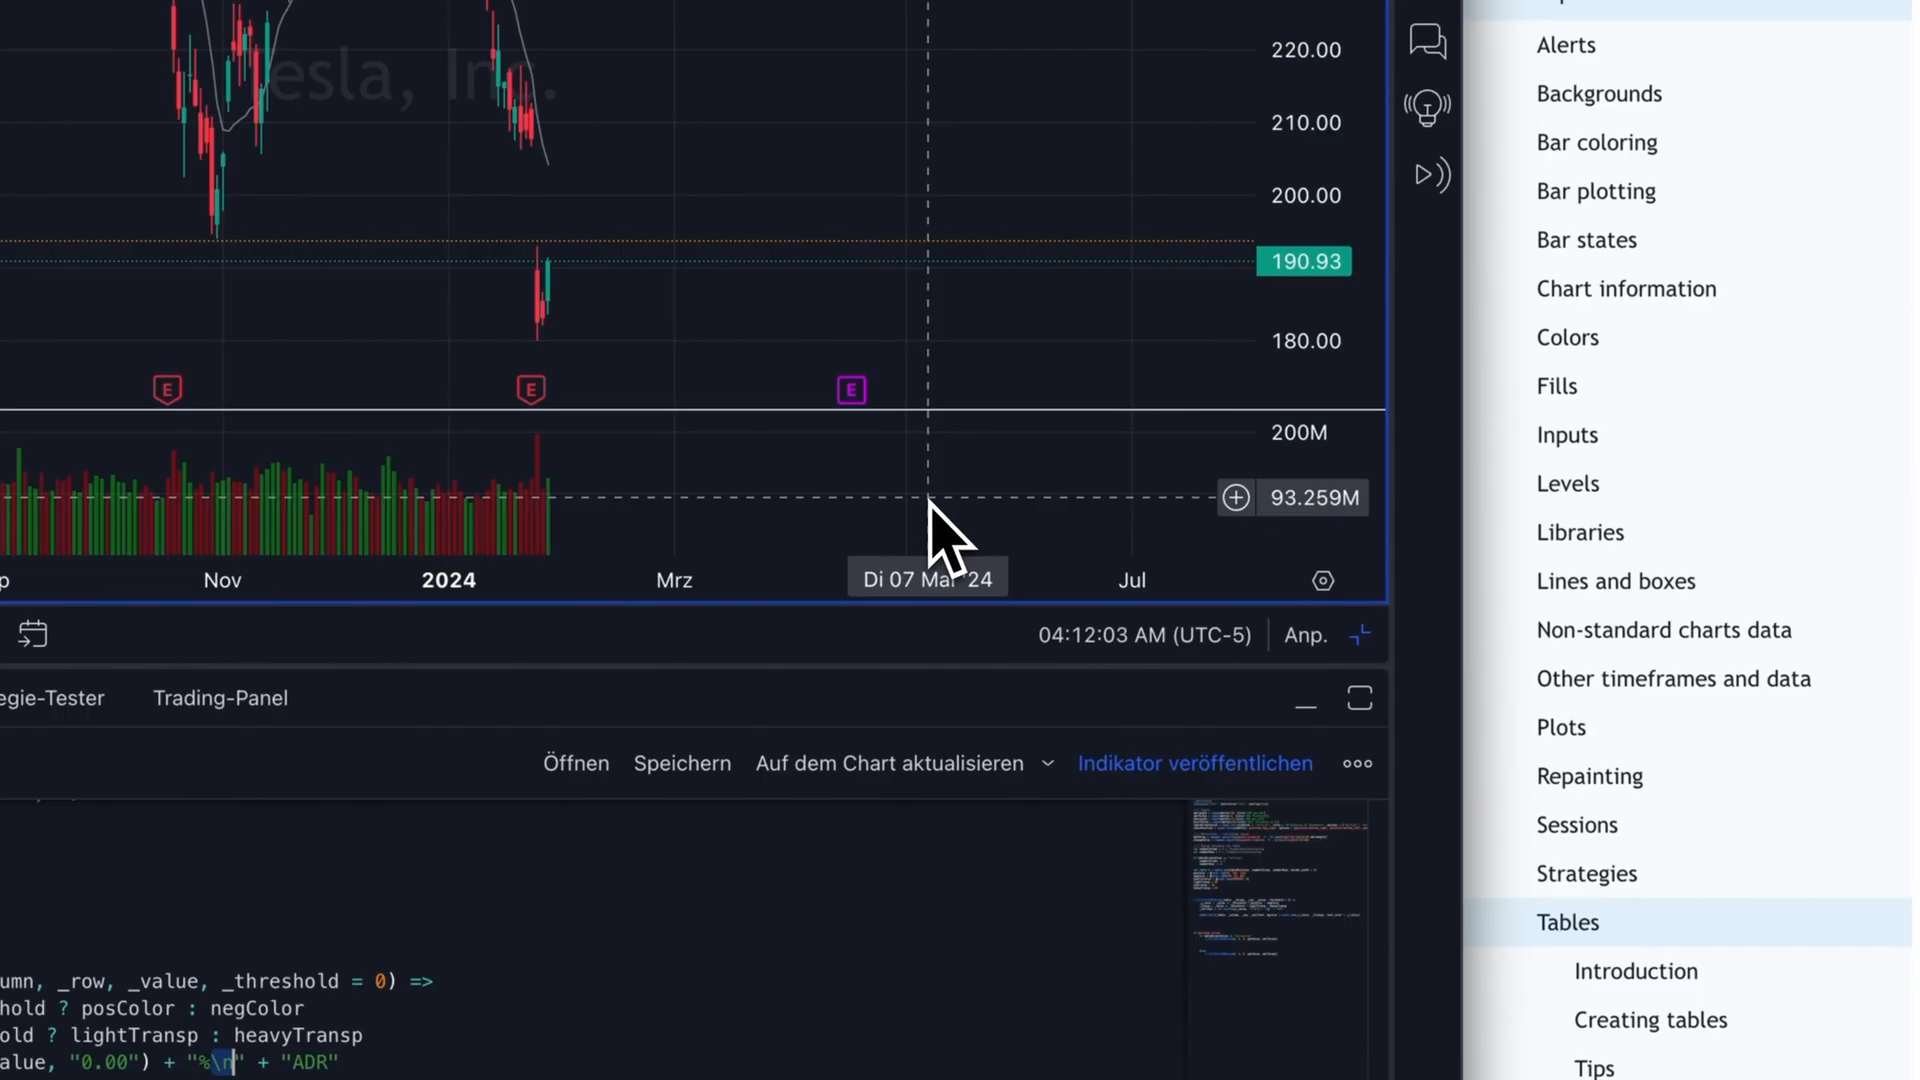 Tesla, Inc.
220.00
210.00
200.00
190.93
180.00
E
E
E
200M
93.259M
Nov
2024
Mrz
Di 07 Mai '24
Jul
04:12:03 AM (UTC-5)
Anp.
egie-Tester
Trading-Panel
Öffnen
Speichern
Auf dem Chart aktualisieren
Indikator veröffentlichen
umn, _row, _value, _threshold = 0) =>
hold ? posColor : negColor
old ? lightTransp : heavyTransp
alue, "0.00") + "%\n" + "ADR"
Alerts
Backgrounds
Bar coloring
Bar plotting
Bar states
Chart information
Colors
Fills
Inputs
Levels
Libraries
Lines and boxes
Non-standard charts data
Other timeframes and data
Plots
Repainting
Sessions
Strategies
Tables
Introduction
Creating tables
Tips